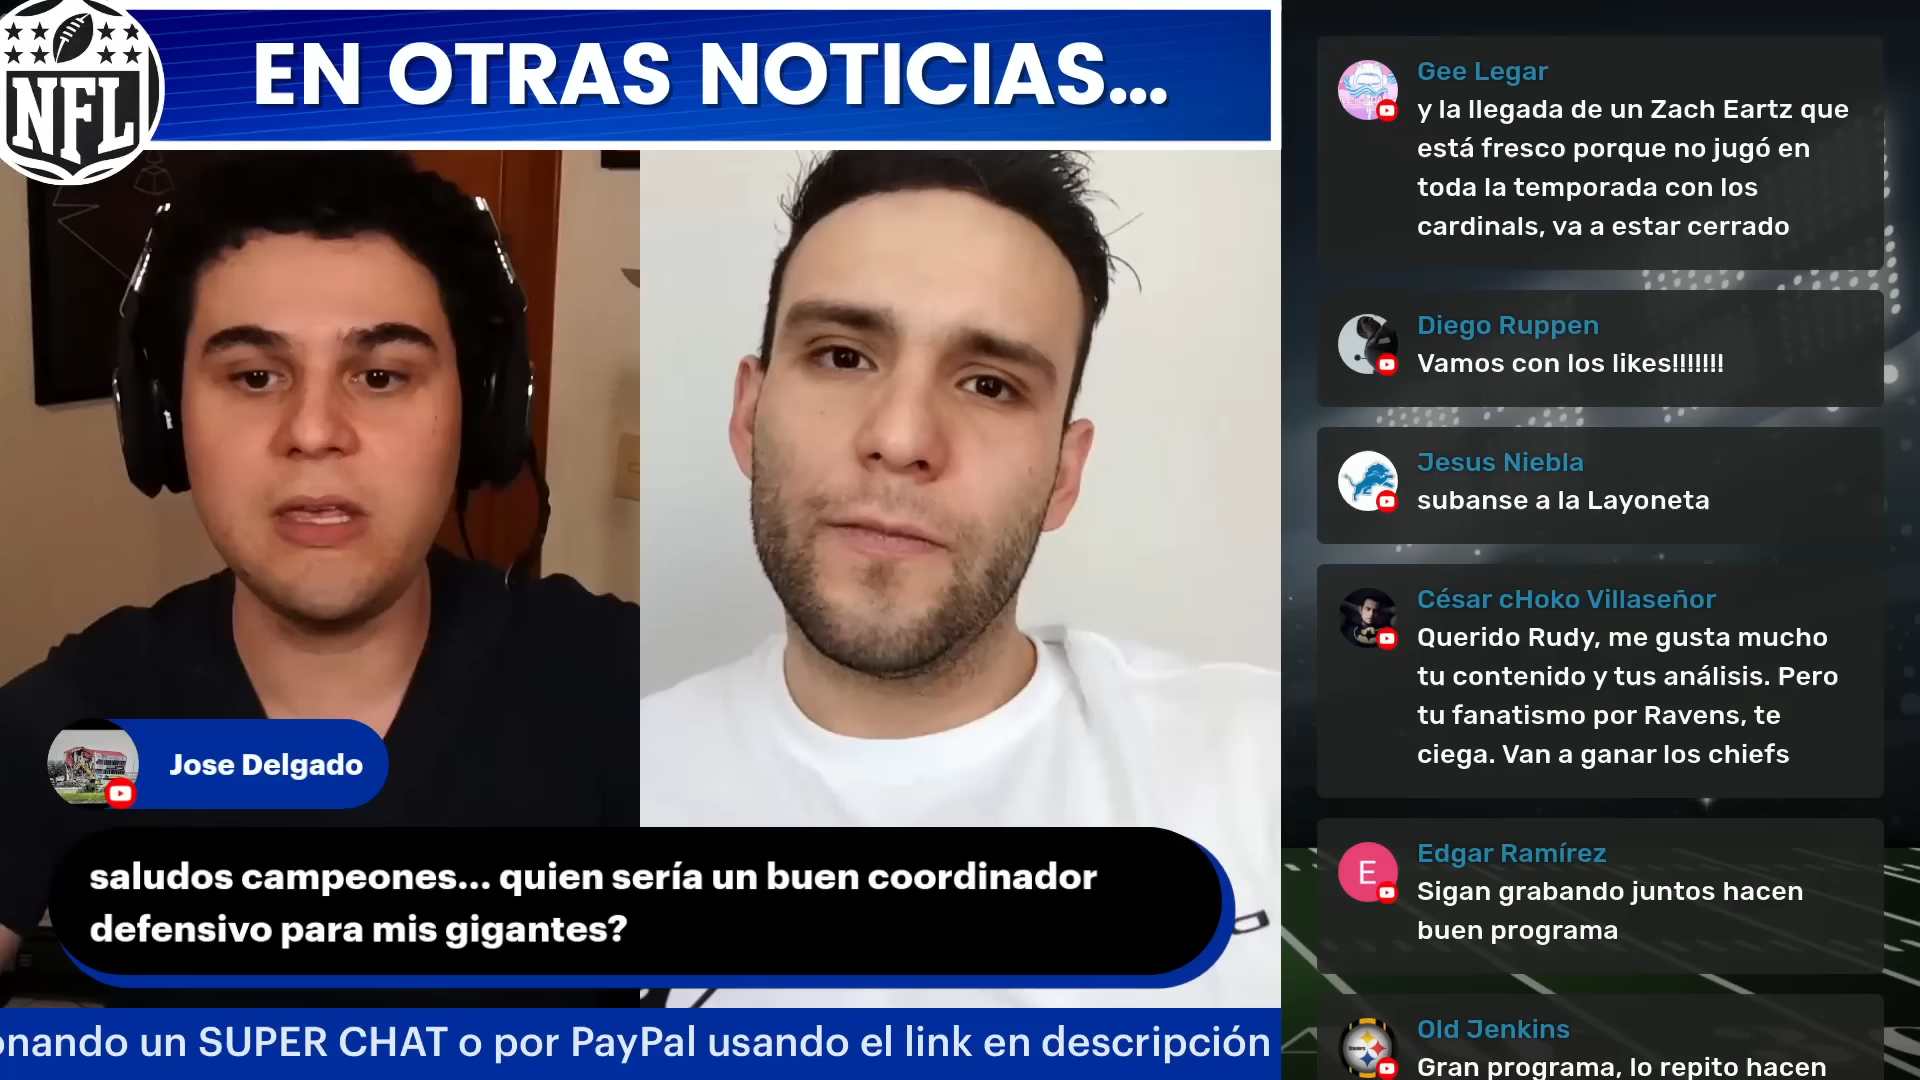 NFL
EN OTRAS NOTICIAS...
Jose Delgado
saludos campeones... quien sería un buen coordinador
defensivo para mis gigantes?
onando un SUPER CHAT o por PayPal usando el link en descripción
Gee Legar
y la llegada de un Zach Eartz que
está fresco porque no jugó en
toda la temporada con los
cardinals, va a estar cerrado
Diego Ruppen
Vamos con los likes!!!!!!!
Jesus Niebla
subanse a la Layoneta
César cHoko Villaseñor
Querido Rudy, me gusta mucho
tu contenido y tus análisis. Pero
tu fanatismo por Ravens, te
ciega. Van a ganar los chiefs
E
Edgar Ramírez
Sigan grabando juntos hacen
buen programa
Old Jenkins
Gran programa, lo repito hacen